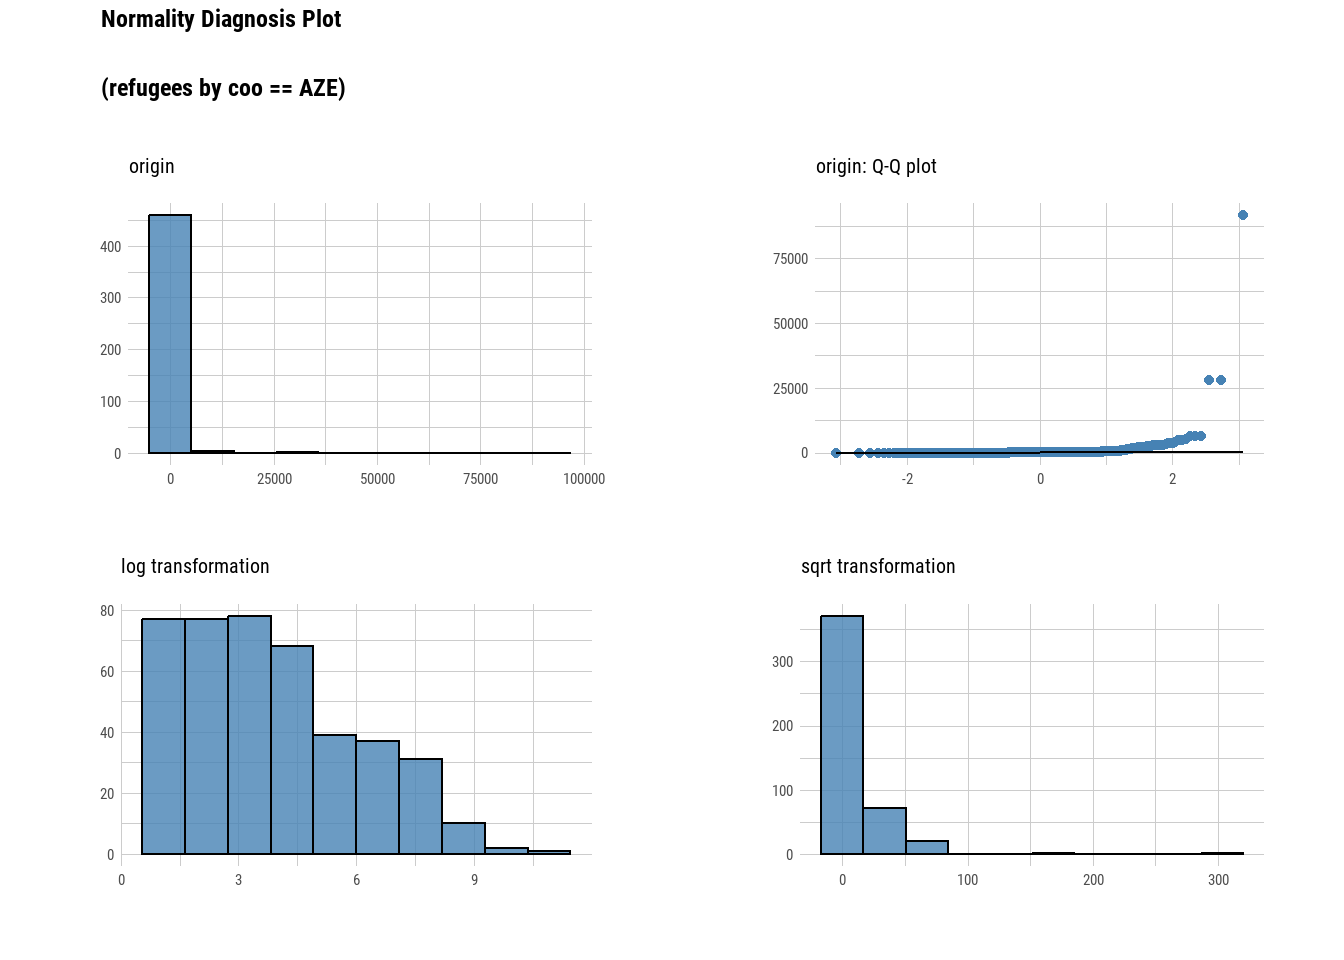 Normality Diagnosis Plot
(refugees by coo == AZE)
origin
400
300
200
100
0
0 25000 50000 75000 100000
origin: Q-Q plot
75000
50000
25000
0
-2 0 2
log transformation
80
60
40
20
0
0 3 6 9
sqrt transformation
300
200
100
0
0 100 200 300